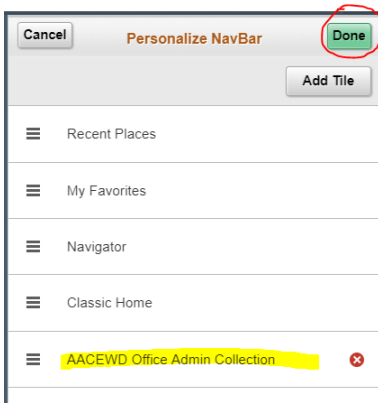 Cancel Personalize NavBar Done
Add Tile
Recent Places
My Favorites
Navigator
Classic Home
AACEWD Office Admin Collection